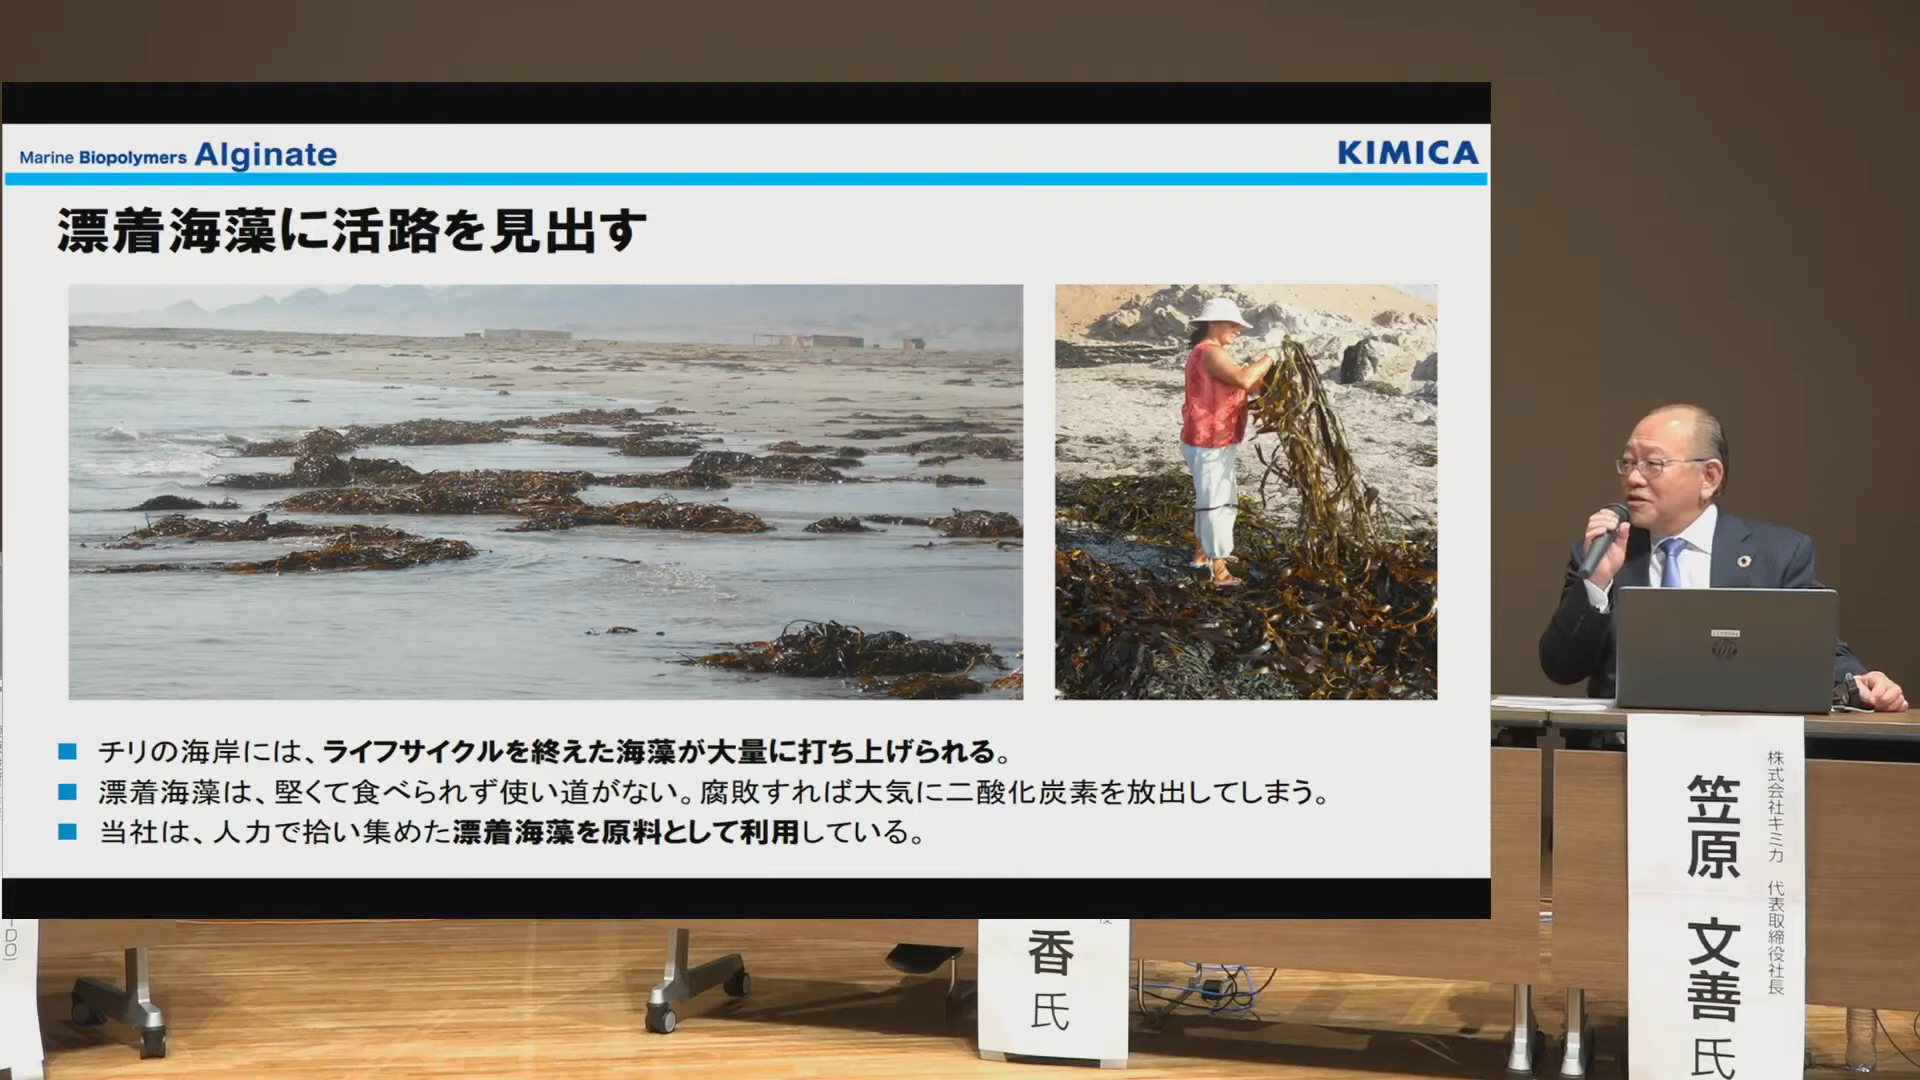 Marine Biopolymers Alginate
KIMICA
漂着海藻に活路を見出す
■ チリの海岸には、ライフサイクルを終えた海藻が大量に打ち上げられる。
■ 漂着海藻は、堅くて食べられず使い道がない。腐敗すれば大気に二酸化炭素を放出してしまう。
■ 当社は、人力で拾い集めた漂着海藻を原料として利用している。
株式会社キミカ 代表取締役社長
笠原 文善 氏
香 氏
DO)
hp